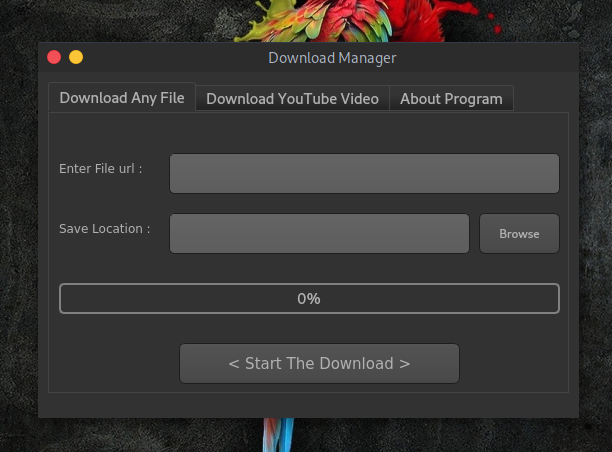 Download Manager
Download Any File Download YouTube Video About Program
Enter File url :
Save Location : Browse
0%
< Start The Download >